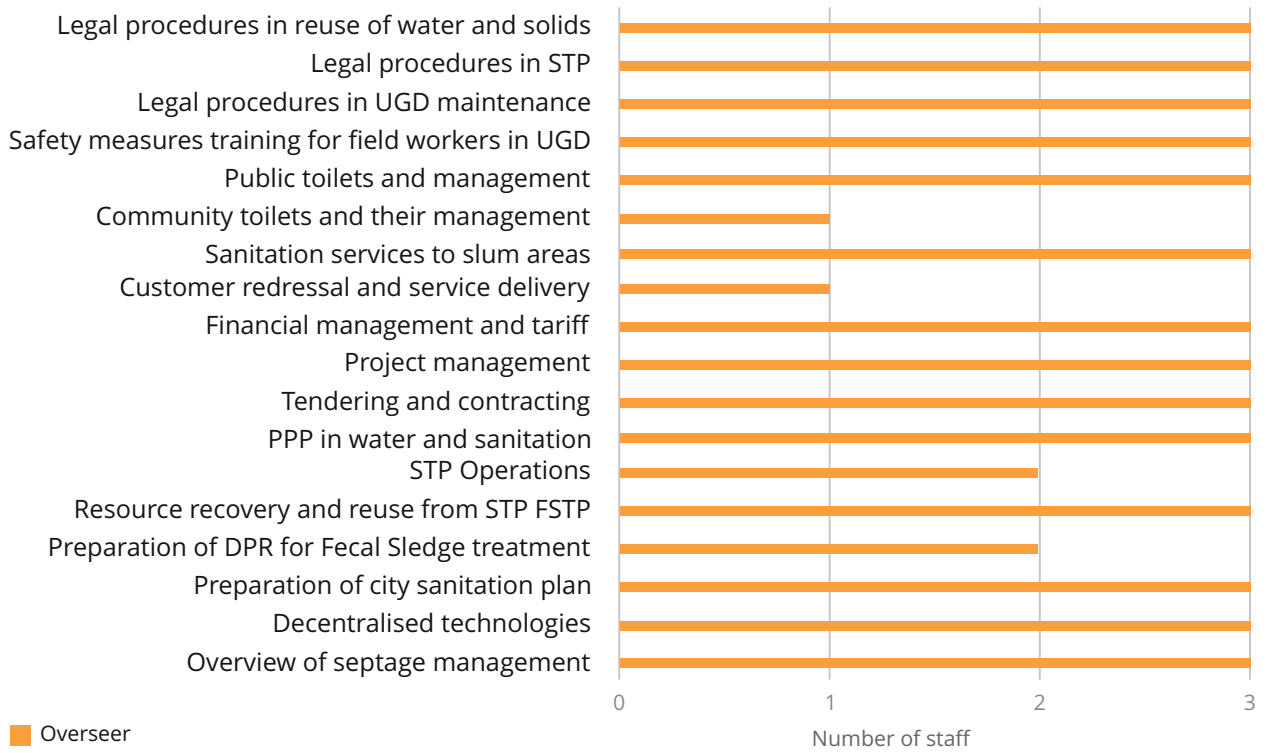 Legal procedures in reuse of water and solids
Legal procedures in STP
Legal procedures in UGD maintenance
Safety measures training for field workers in UGD
Public toilets and management
Community toilets and their management
Sanitation services to slum areas
Customer redressal and service delivery
Financial management and tariff
Project management
Tendering and contracting
PPP in water and sanitation
STP Operations
Resource recovery and reuse from STP FSTP
Preparation of DPR for Fecal Sledge treatment
Preparation of city sanitation plan
Decentralised technologies
Overview of septage management
0 1 2 3
Overseer
Number of staff